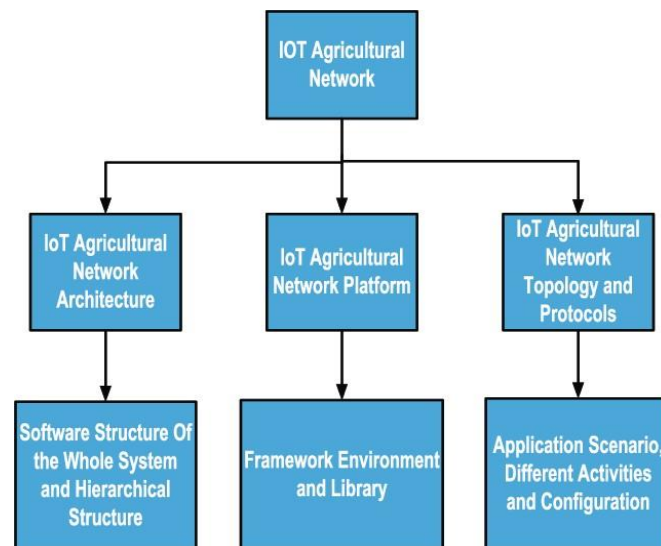 IOT Agricultural
Network
IoT Agricultural
Network
Architecture
IoT Agricultural
Network Platform
IoT Agricultural
Network
Topology and
Protocols
Software Structure Of
the Whole System
and Hierarchical
Structure
Framework Environment
and Library
Application Scenario,
Different Activities
and Configuration